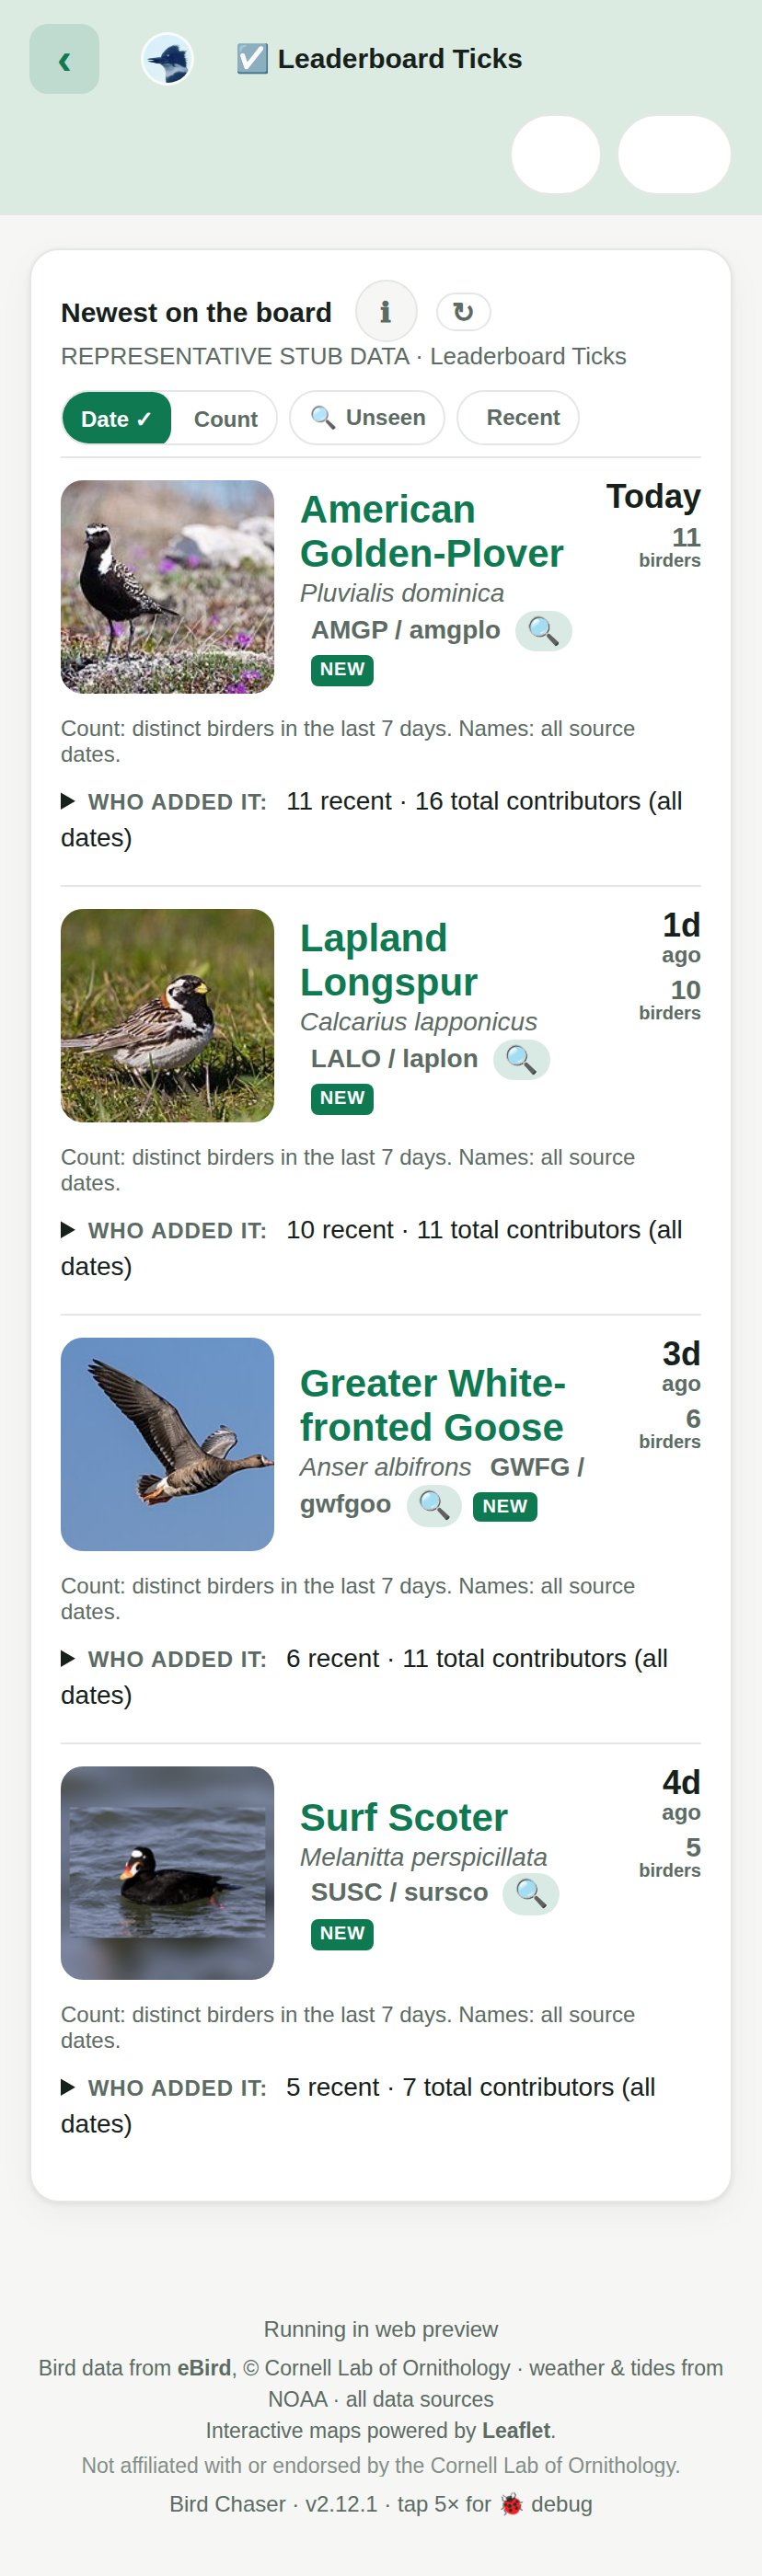 ‹ ☑ Leaderboard Ticks
Newest on the board ℹ ↻
REPRESENTATIVE STUB DATA · Leaderboard Ticks
Date ✓ Count 🔍 Unseen Recent
American
Golden-Plover
Pluvialis dominica
AMGP / amgplo 🔍
NEW
Today
11
birders
Count: distinct birders in the last 7 days. Names: all source
dates.
▶ WHO ADDED IT: 11 recent · 16 total contributors (all
dates)
Lapland
Longspur
Calcarius lapponicus
LALO / laplon 🔍
NEW
1d
ago
10
birders
Count: distinct birders in the last 7 days. Names: all source
dates.
▶ WHO ADDED IT: 10 recent · 11 total contributors (all
dates)
Greater White-
fronted Goose
Anser albifrons GWFG /
gwfgoo 🔍 NEW
3d
ago
6
birders
Count: distinct birders in the last 7 days. Names: all source
dates.
▶ WHO ADDED IT: 6 recent · 11 total contributors (all
dates)
Surf Scoter
Melanitta perspicillata
SUSC / sursco 🔍
NEW
4d
ago
5
birders
Count: distinct birders in the last 7 days. Names: all source
dates.
▶ WHO ADDED IT: 5 recent · 7 total contributors (all
dates)
Running in web preview
Bird data from eBird, © Cornell Lab of Ornithology · weather & tides from
NOAA · all data sources
Interactive maps powered by Leaflet.
Not affiliated with or endorsed by the Cornell Lab of Ornithology.
Bird Chaser · v2.12.1 · tap 5× for 🐞 debug